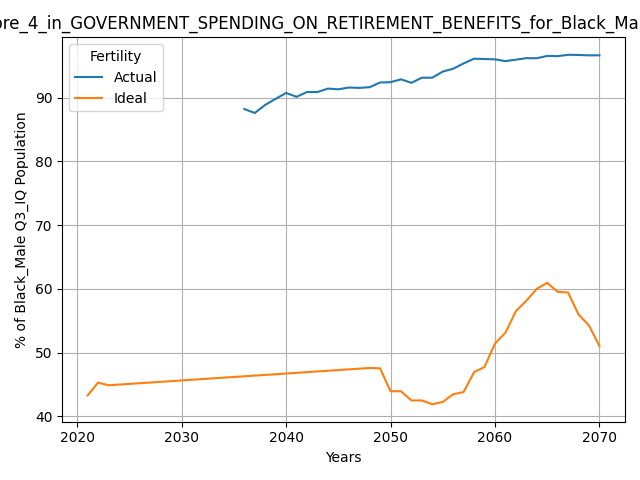 ore_4_in_GOVERNMENT_SPENDING_ON_RETIREMENT_BENEFITS_for_Black_Ma
Fertility
Actual
Ideal
% of Black_Male Q3_IQ Population
90
80
70
60
50
40
2020
2030
2040
2050
2060
2070
Years